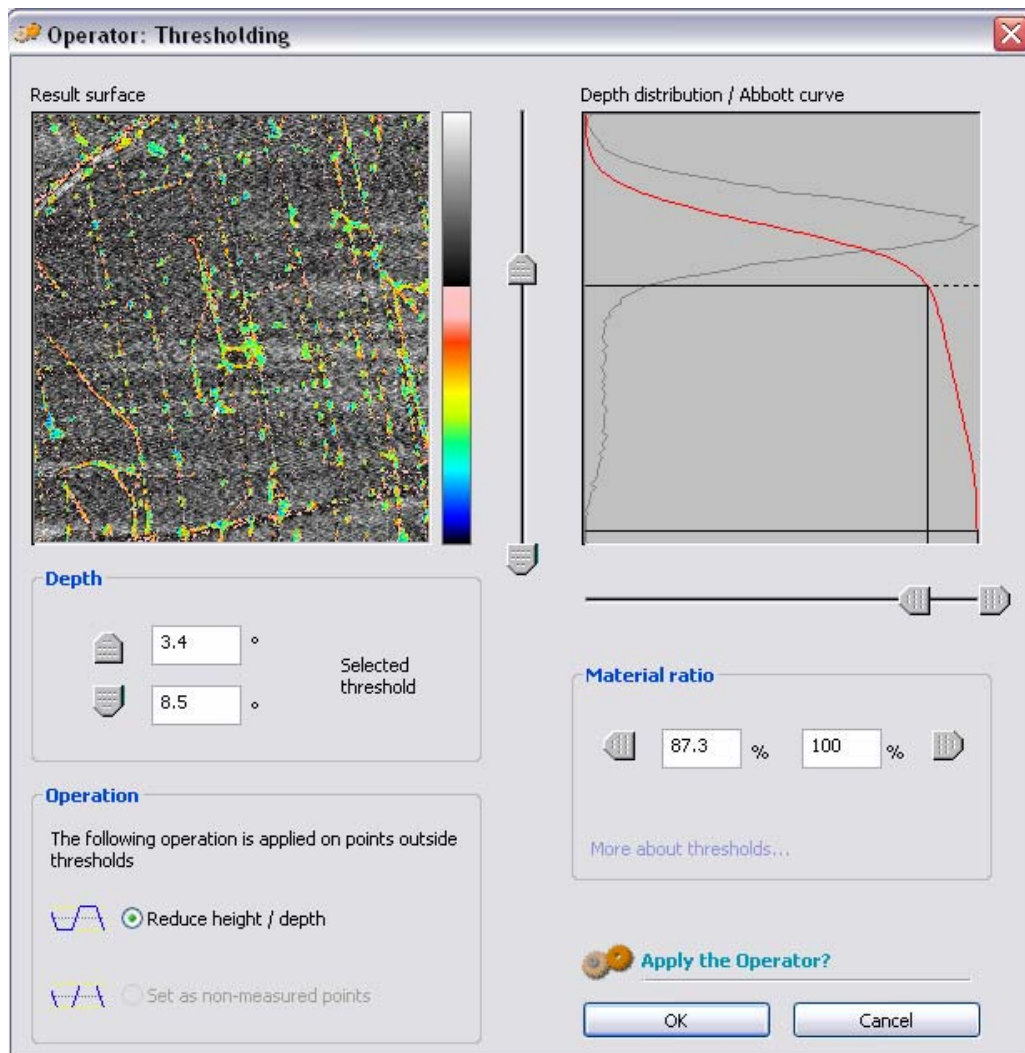 Operator: Thresholding
Result surface
Depth distribution / Abbott curve
Depth
3.4 °
8.5 °
Selected
threshold
Material ratio
87.3 % 100 %
More about thresholds...
Operation
The following operation is applied on points outside
thresholds
Reduce height / depth
Set as non-measured points
Apply the Operator?
OK Cancel